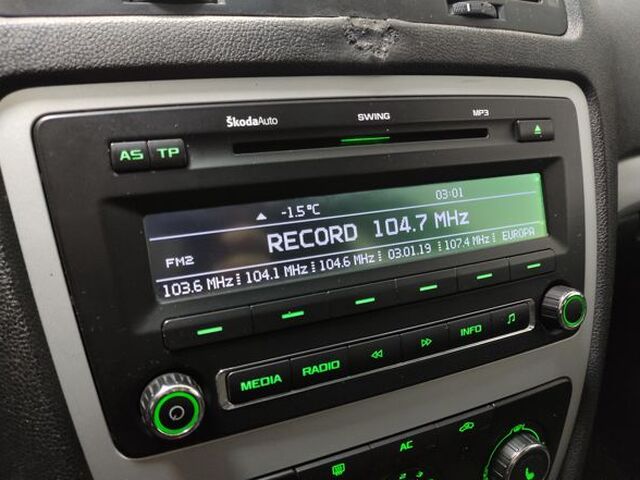 ŠkodaAuto SWING MP3
AS TP
-1.5°C 03:01
RECORD 104.7 MHz
FM2
103.6 MHz 104.1 MHz 104.6 MHz 03.01.19 107.4 MHz EUROPA
MEDIA RADIO INFO
AC